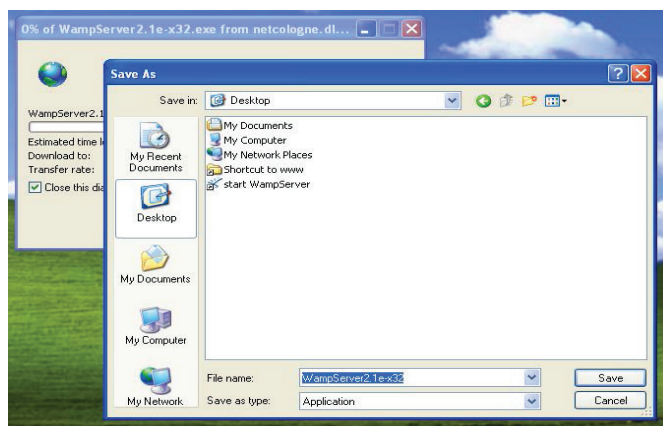 0% of WampServer2.1e-x32.exe from netcologne.dl...
WampServer2.1
Estimated time
Download to:
Transfer rate:
Close this
Save As
Save in:
Desktop
My Recent
Documents
Desktop
My Documents
My Computer
My Network
My Documents
My Computer
My Network Places
Shortcut to www
start WampServer
File name:
WampServer2.1e-x32
Save
Save as type:
Application
Cancel